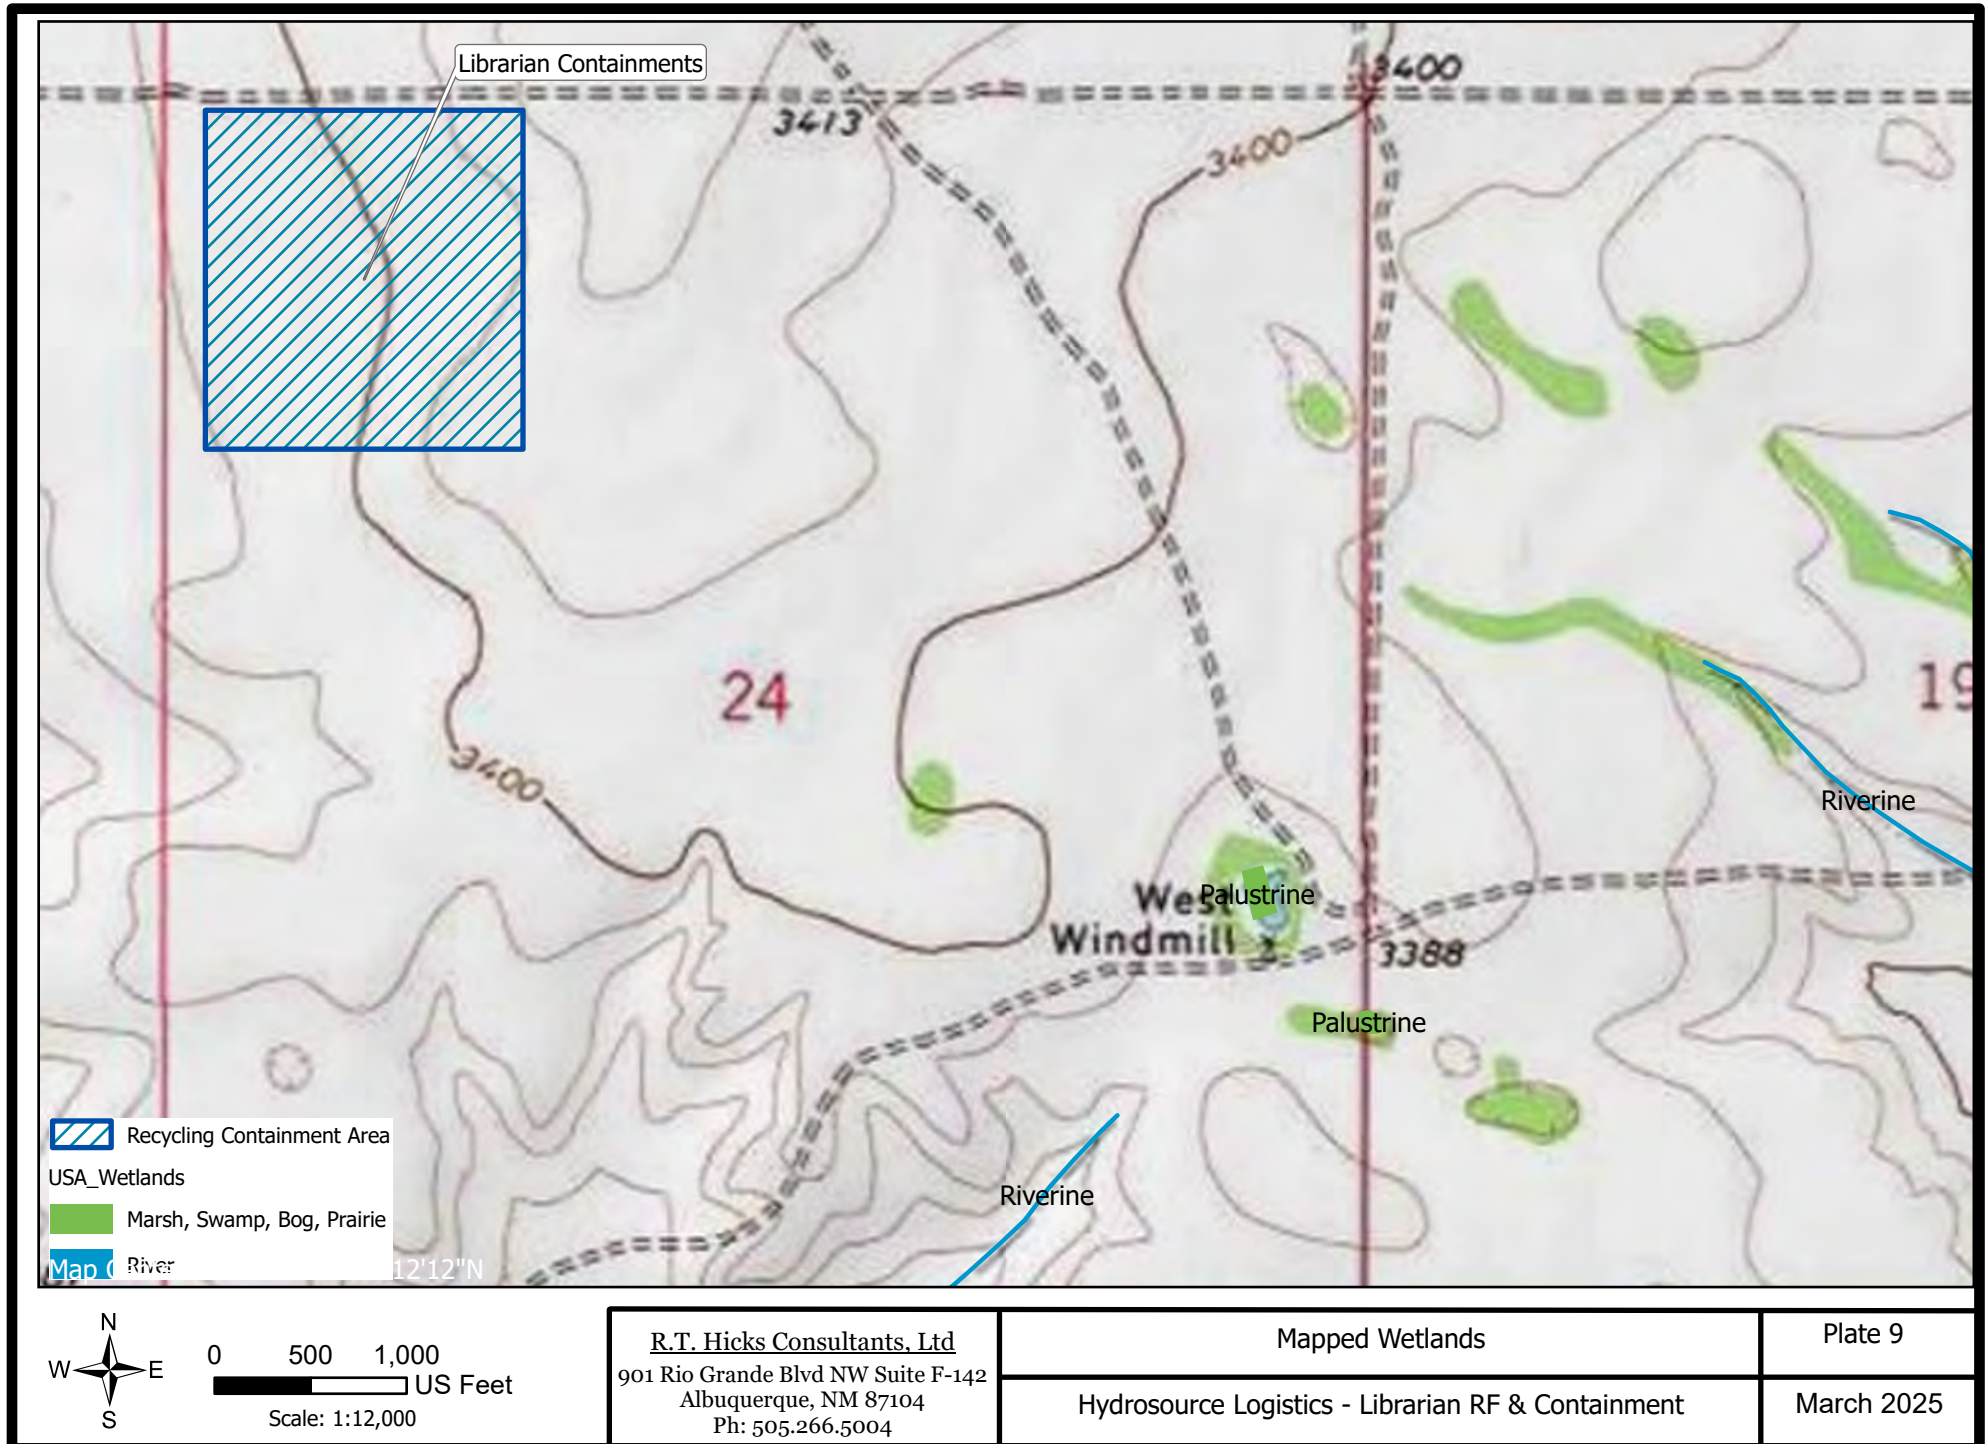 Librarian Containments
3400
3413
3400
24
19
3400
Riverine
West
Palustrine
Windmill
3388
Palustrine
Riverine
Recycling Containment Area
USA_Wetlands
Marsh, Swamp, Bog, Prairie
River
Map 12'12"N
N
W E
S
0 500 1,000
US Feet
Scale: 1:12,000
R.T. Hicks Consultants, Ltd
901 Rio Grande Blvd NW Suite F-142
Albuquerque, NM 87104
Ph: 505.266.5004
Mapped Wetlands
Hydrosource Logistics - Librarian RF & Containment
Plate 9
March 2025